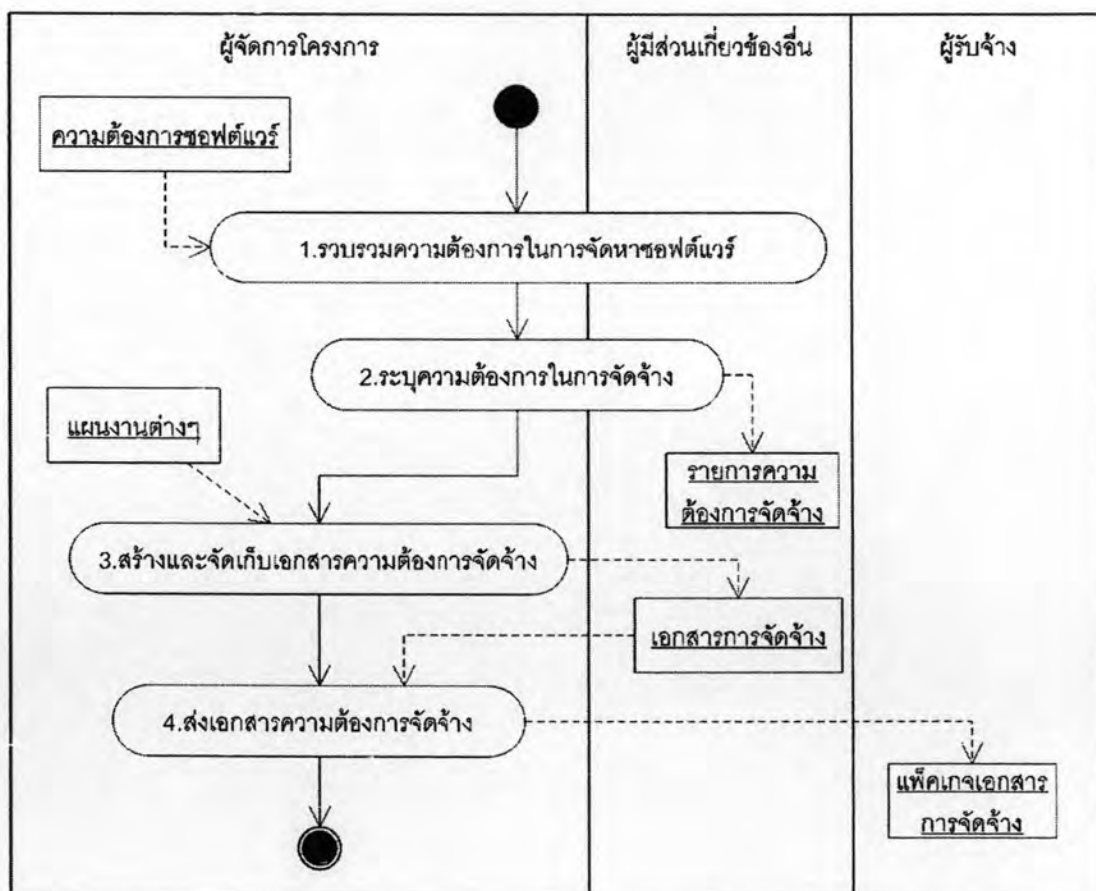 ผู้จัดการโครงการ
ผู้มีส่วนเกี่ยวข้องอื่น
ผู้รับจ้าง
ความต้องการซอฟต์แวร์
1.รวบรวมความต้องการในการจัดหาซอฟต์แวร์
2.ระบุความต้องการในการจัดจ้าง
แผนงานต่างๆ
รายการความ
ต้องการจัดจ้าง
3.สร้างและจัดเก็บเอกสารความต้องการจัดจ้าง
เอกสารการจัดจ้าง
4.ส่งเอกสารความต้องการจัดจ้าง
แพ็คเกจเอกสาร
การจัดจ้าง